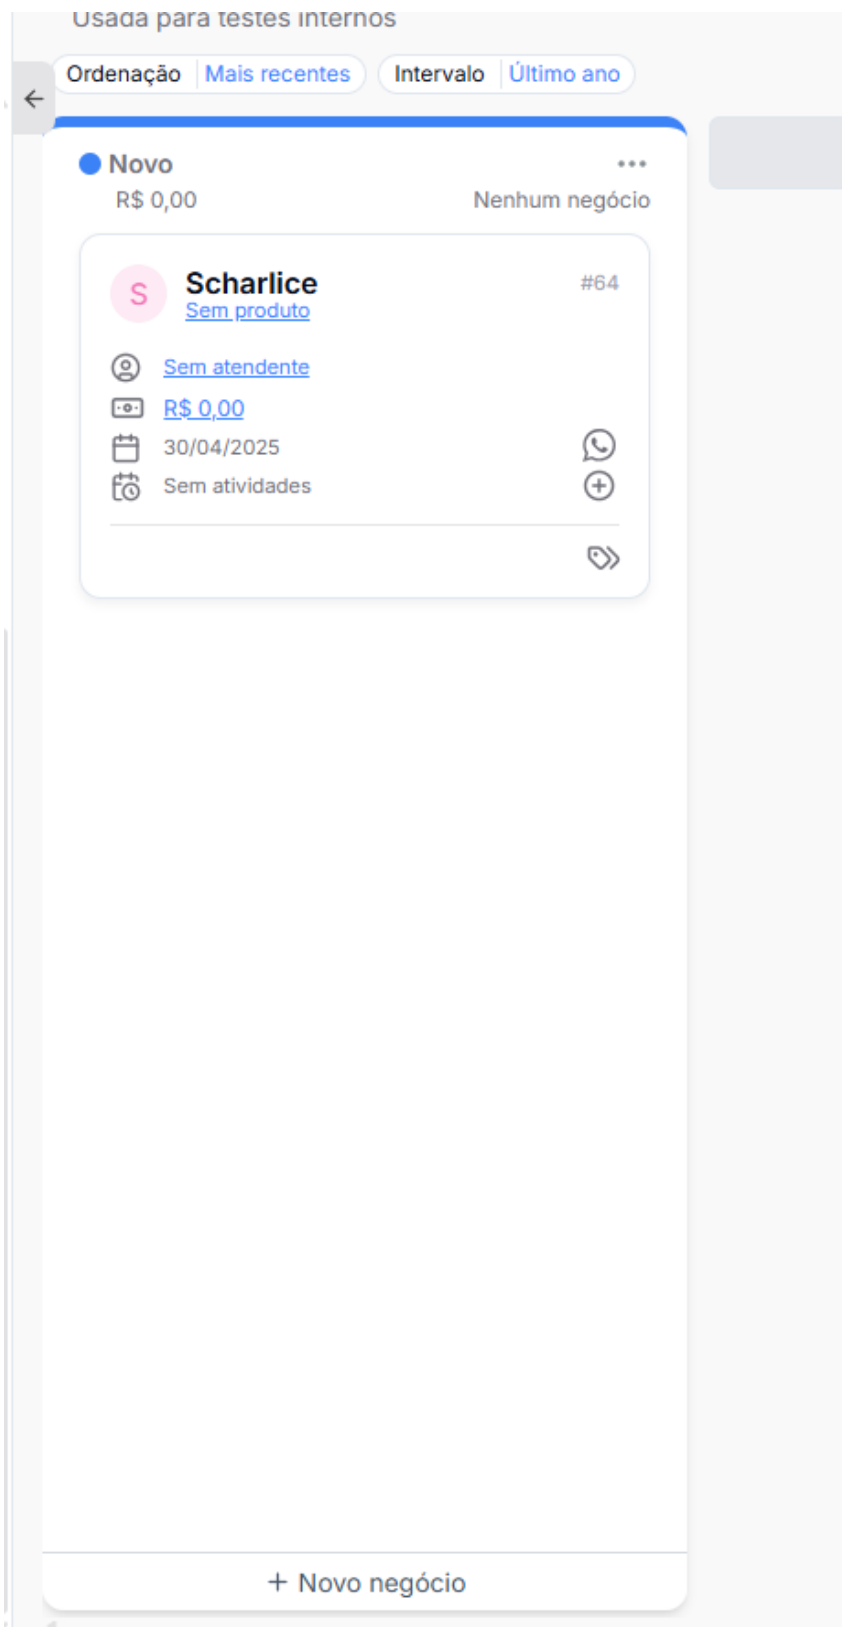 Usada para testes internos
Ordenação Mais recentes Intervalo Último ano
Novo
R$ 0,00 Nenhum negócio
S Scharlice #64
Sem produto
Sem atendente
R$ 0,00
30/04/2025
Sem atividades
+ Novo negócio